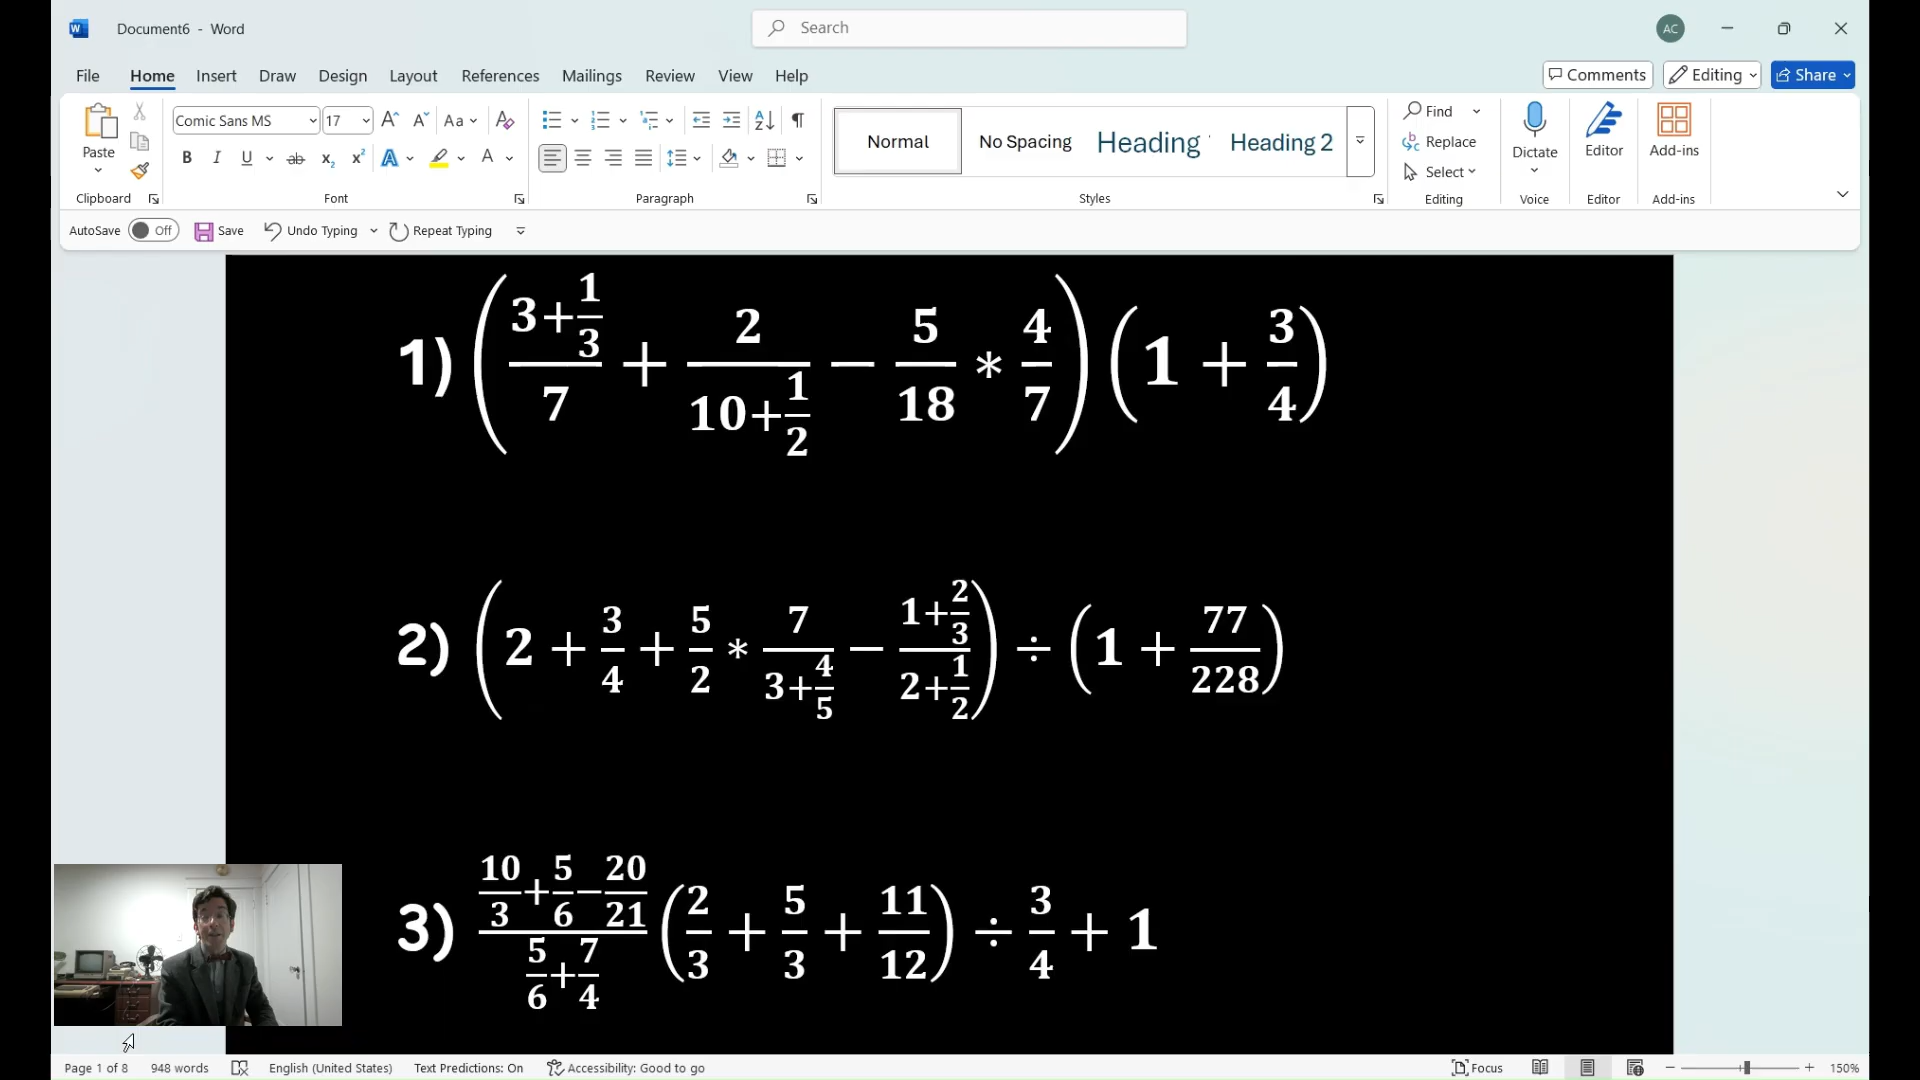 Document6 - Word
Search
AC
File Home Insert Draw Design Layout References Mailings Review View Help
Comments Editing Share
Comic Sans MS 17 Aa
Normal No Spacing Heading Heading 2
Find
Paste
Replace
Dictate Editor Add-ins
B I U ab x₂ x² A A
Select
Clipboard Font Paragraph Styles Editing Voice Editor Add-ins
AutoSave Off Save Undo Typing Repeat Typing
1) ((3+1/3)/7 + 2/(10+1/2) − 5/18 * 4/7)(1 + 3/4)
2) (2 + 3/4 + 5/2 * 7/(3+4/5) − (1+2/3)/(2+1/2)) ÷ (1 + 77/228)
3) (10/3+5/6−20/21)/(5/6+7/4) (2/3 + 5/3 + 11/12) ÷ 3/4 + 1
Page 1 of 8 948 words English (United States) Text Predictions: On Accessibility: Good to go Focus 150%